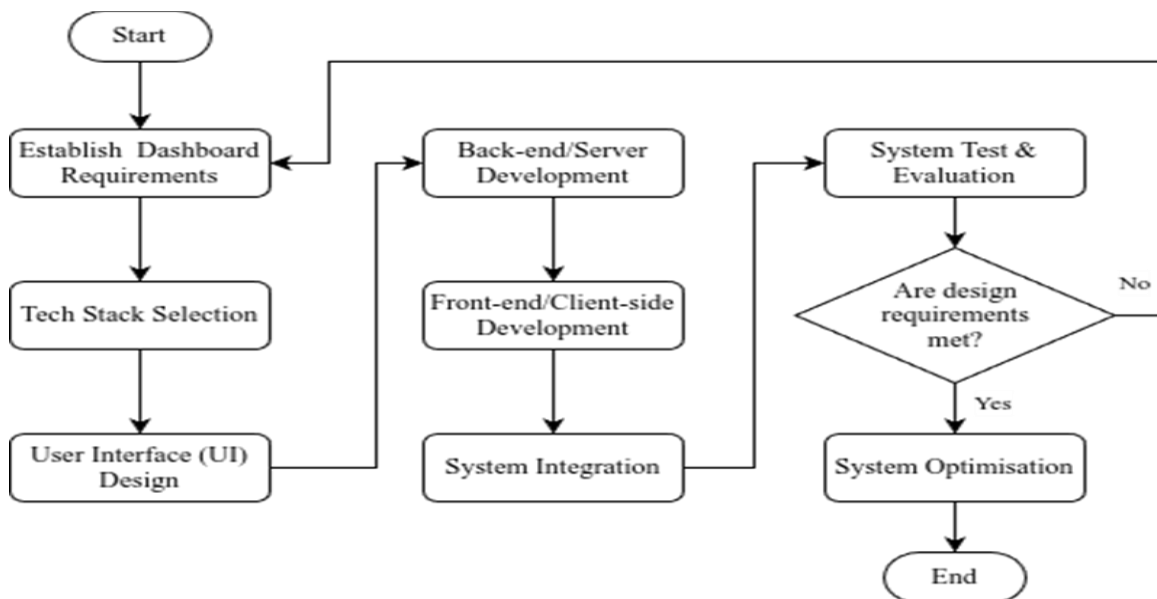 Start
Establish Dashboard
Requirements
Tech Stack Selection
User Interface (UI)
Design
Back-end/Server
Development
Front-end/Client-side
Development
System Integration
System Test &
Evaluation
Are design
requirements
met?
No
Yes
System Optimisation
End